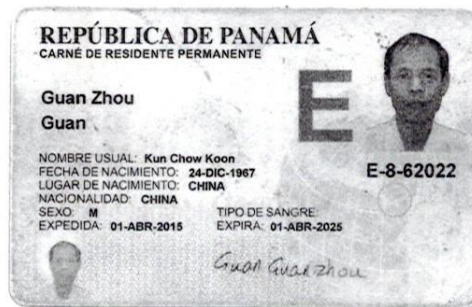 REPÚBLICA DE PANAMÁ
CARNÉ DE RESIDENTE PERMANENTE
Guan Zhou
Guan
E
NOMBRE USUAL: Kun Chow Koon
FECHA DE NACIMIENTO: 24-DIC-1967
LUGAR DE NACIMIENTO: CHINA
NACIONALIDAD: CHINA
SEXO: M TIPO DE SANGRE:
EXPEDIDA: 01-ABR-2015 EXPIRA: 01-ABR-2025
E-8-62022
Guan Guan zhou